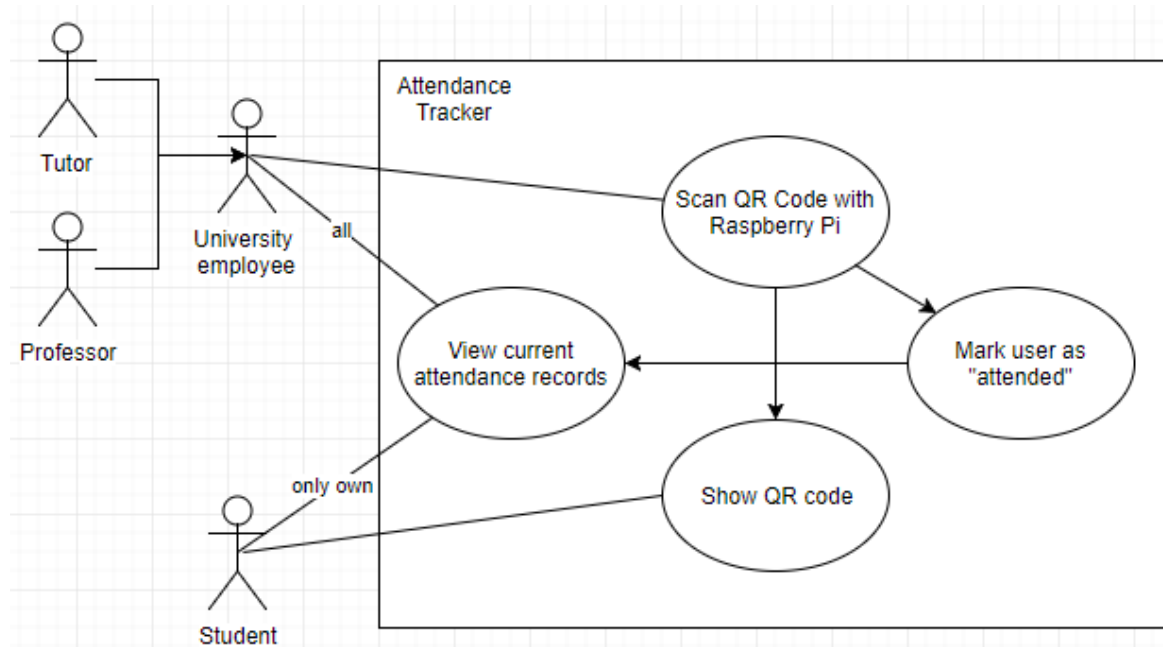 Tutor
Professor
University
employee
all
only own
Student
Attendance
Tracker
Scan QR Code with
Raspberry Pi
View current
attendance records
Mark user as
"attended"
Show QR code